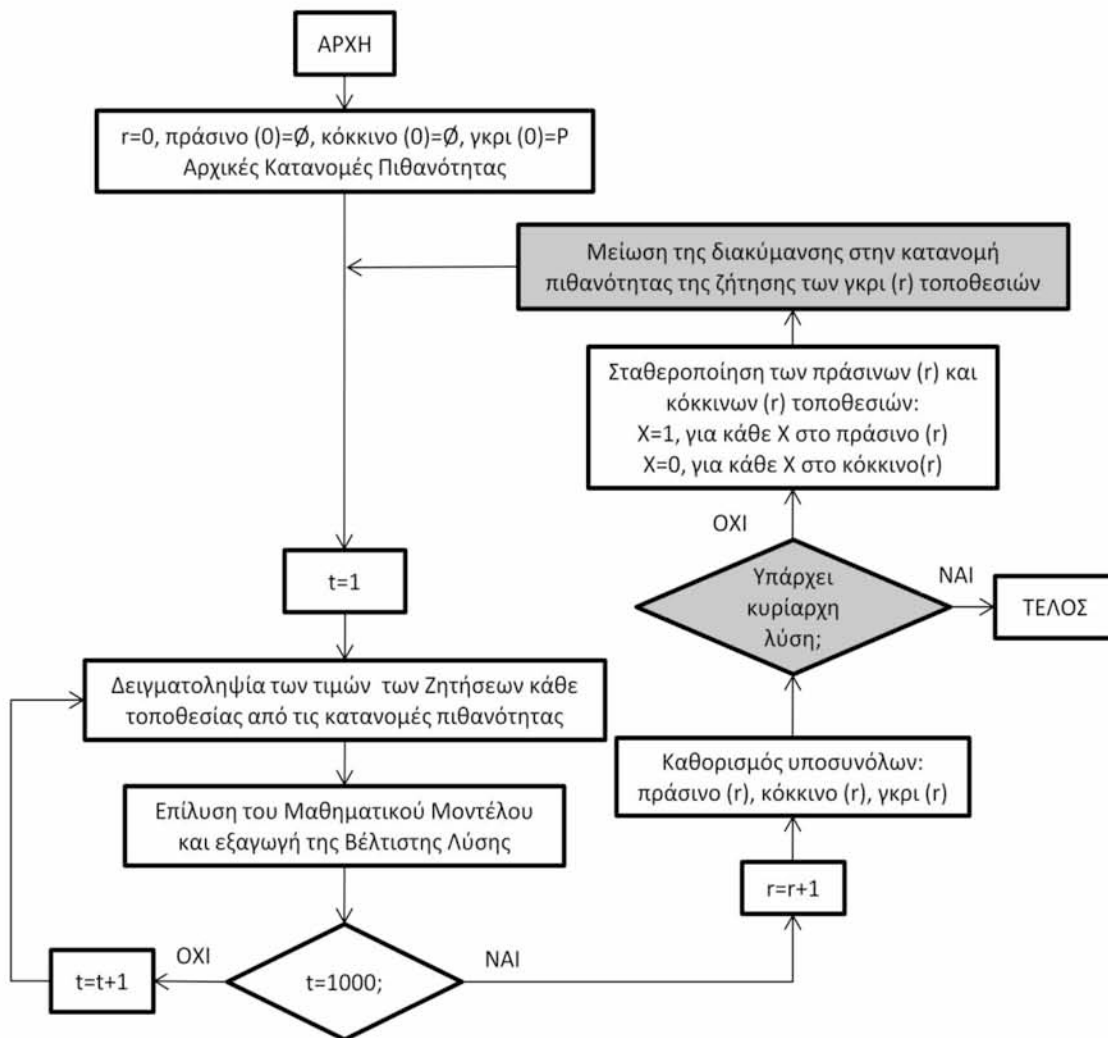 ΑΡΧΗ
r=0, πράσινο (0)=Ø, κόκκινο (0)=Ø, γκρι (0)=P
Αρχικές Κατανομές Πιθανότητας
t=1
Δειγματοληψία των τιμών των Ζητήσεων κάθε
τοποθεσίας από τις κατανομές πιθανότητας
Επίλυση του Μαθηματικού Μοντέλου
και εξαγωγή της Βέλτιστης Λύσης
t=1000;
ΟΧΙ
t=t+1
ΝΑΙ
r=r+1
Καθορισμός υποσυνόλων:
πράσινο (r), κόκκινο (r), γκρι (r)
Υπάρχει
κυρίαρχη
λύση;
ΝΑΙ
ΤΕΛΟΣ
ΟΧΙ
Σταθεροποίηση των πράσινων (r) και
κόκκινων (r) τοποθεσιών:
X=1, για κάθε X στο πράσινο (r)
X=0, για κάθε X στο κόκκινο(r)
Μείωση της διακύμανσης στην κατανομή
πιθανότητας της ζήτησης των γκρι (r) τοποθεσιών